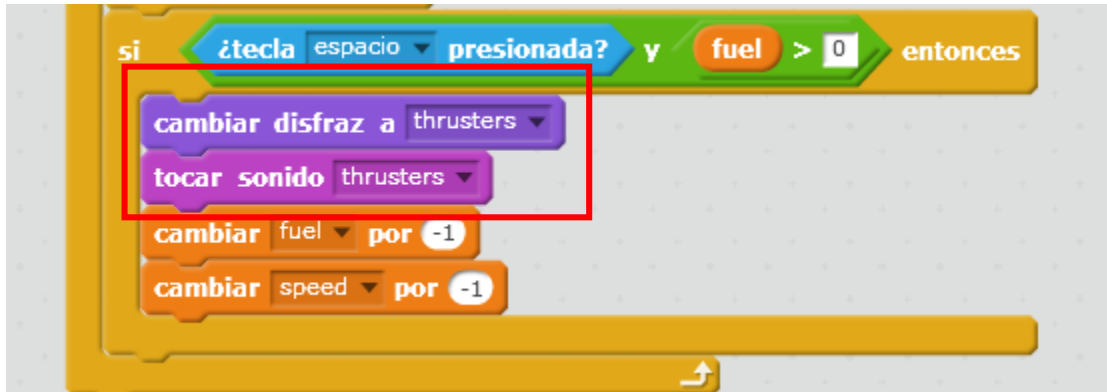 si ¿tecla espacio presionada? y fuel > 0 entonces
cambiar disfraz a thrusters
tocar sonido thrusters
cambiar fuel por -1
cambiar speed por -1